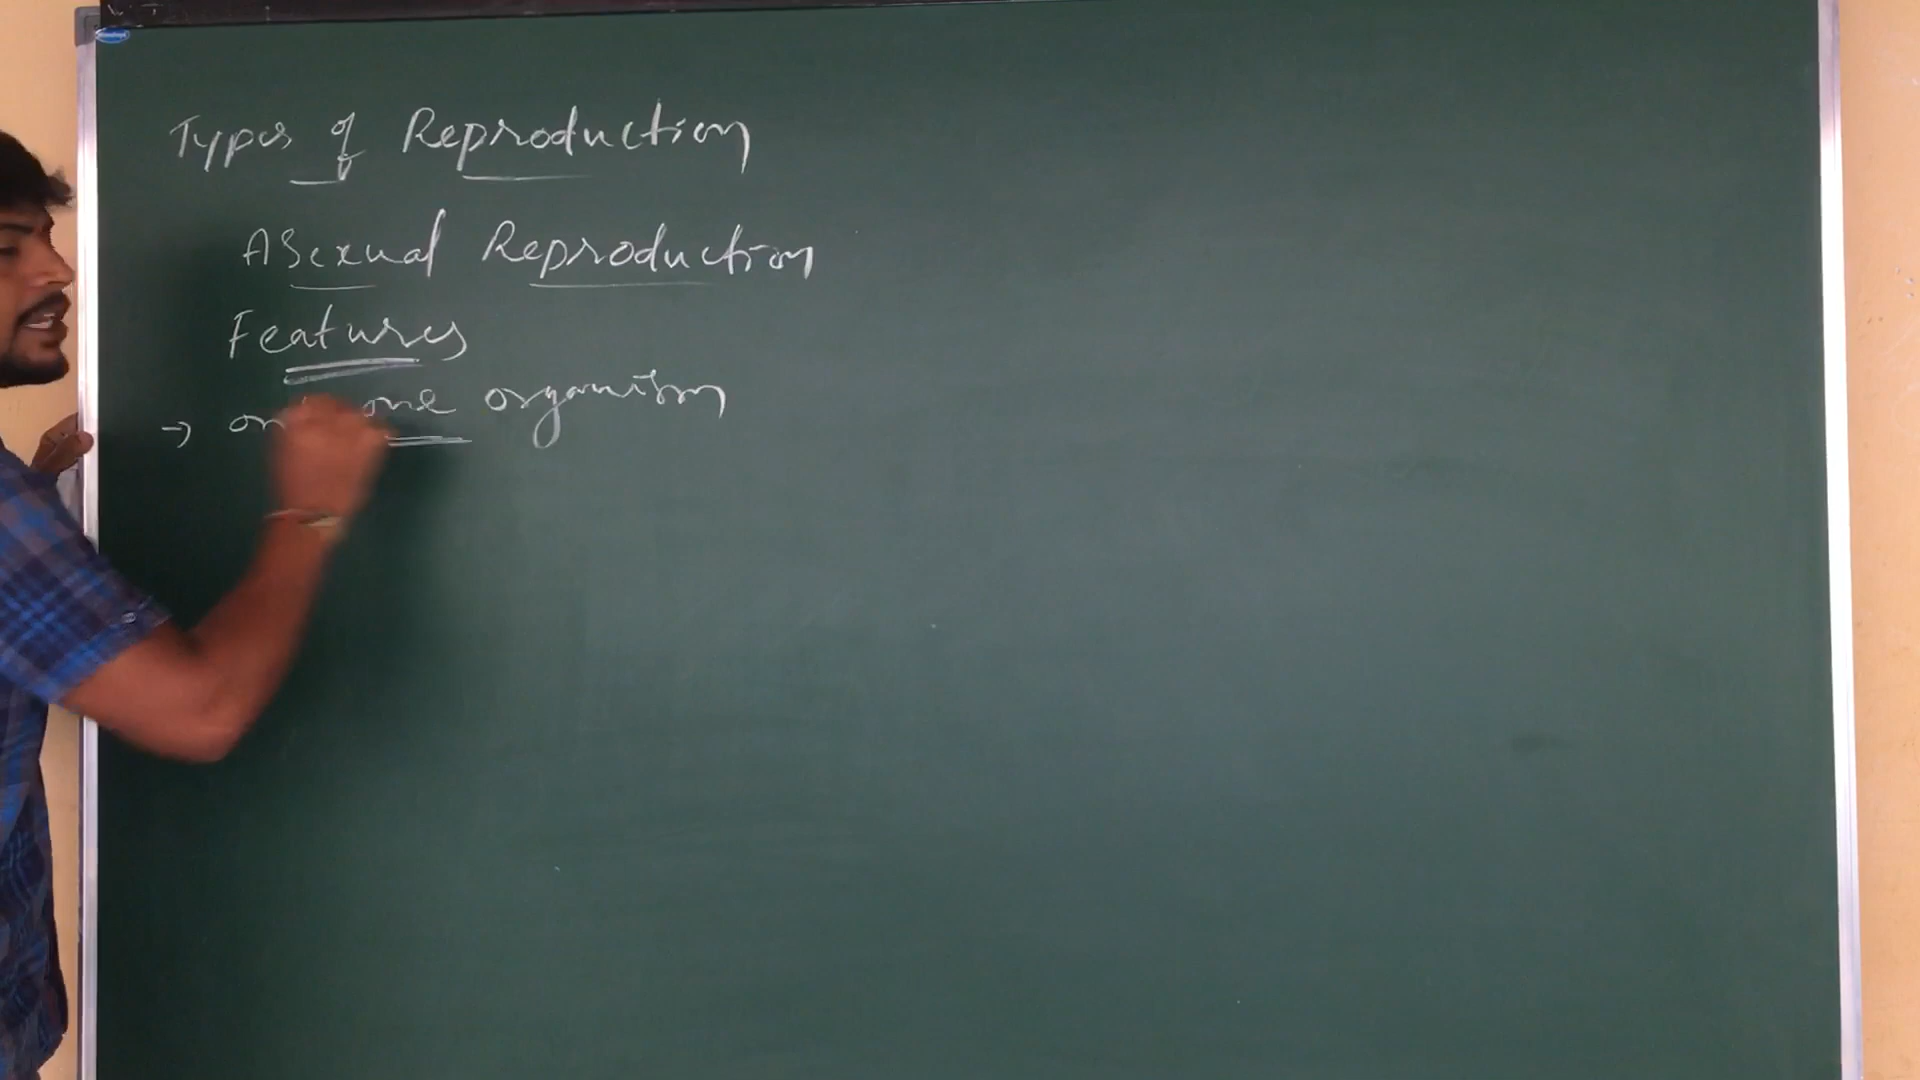 Types of Reproduction
ASexual Reproduction
Features
→ one organism